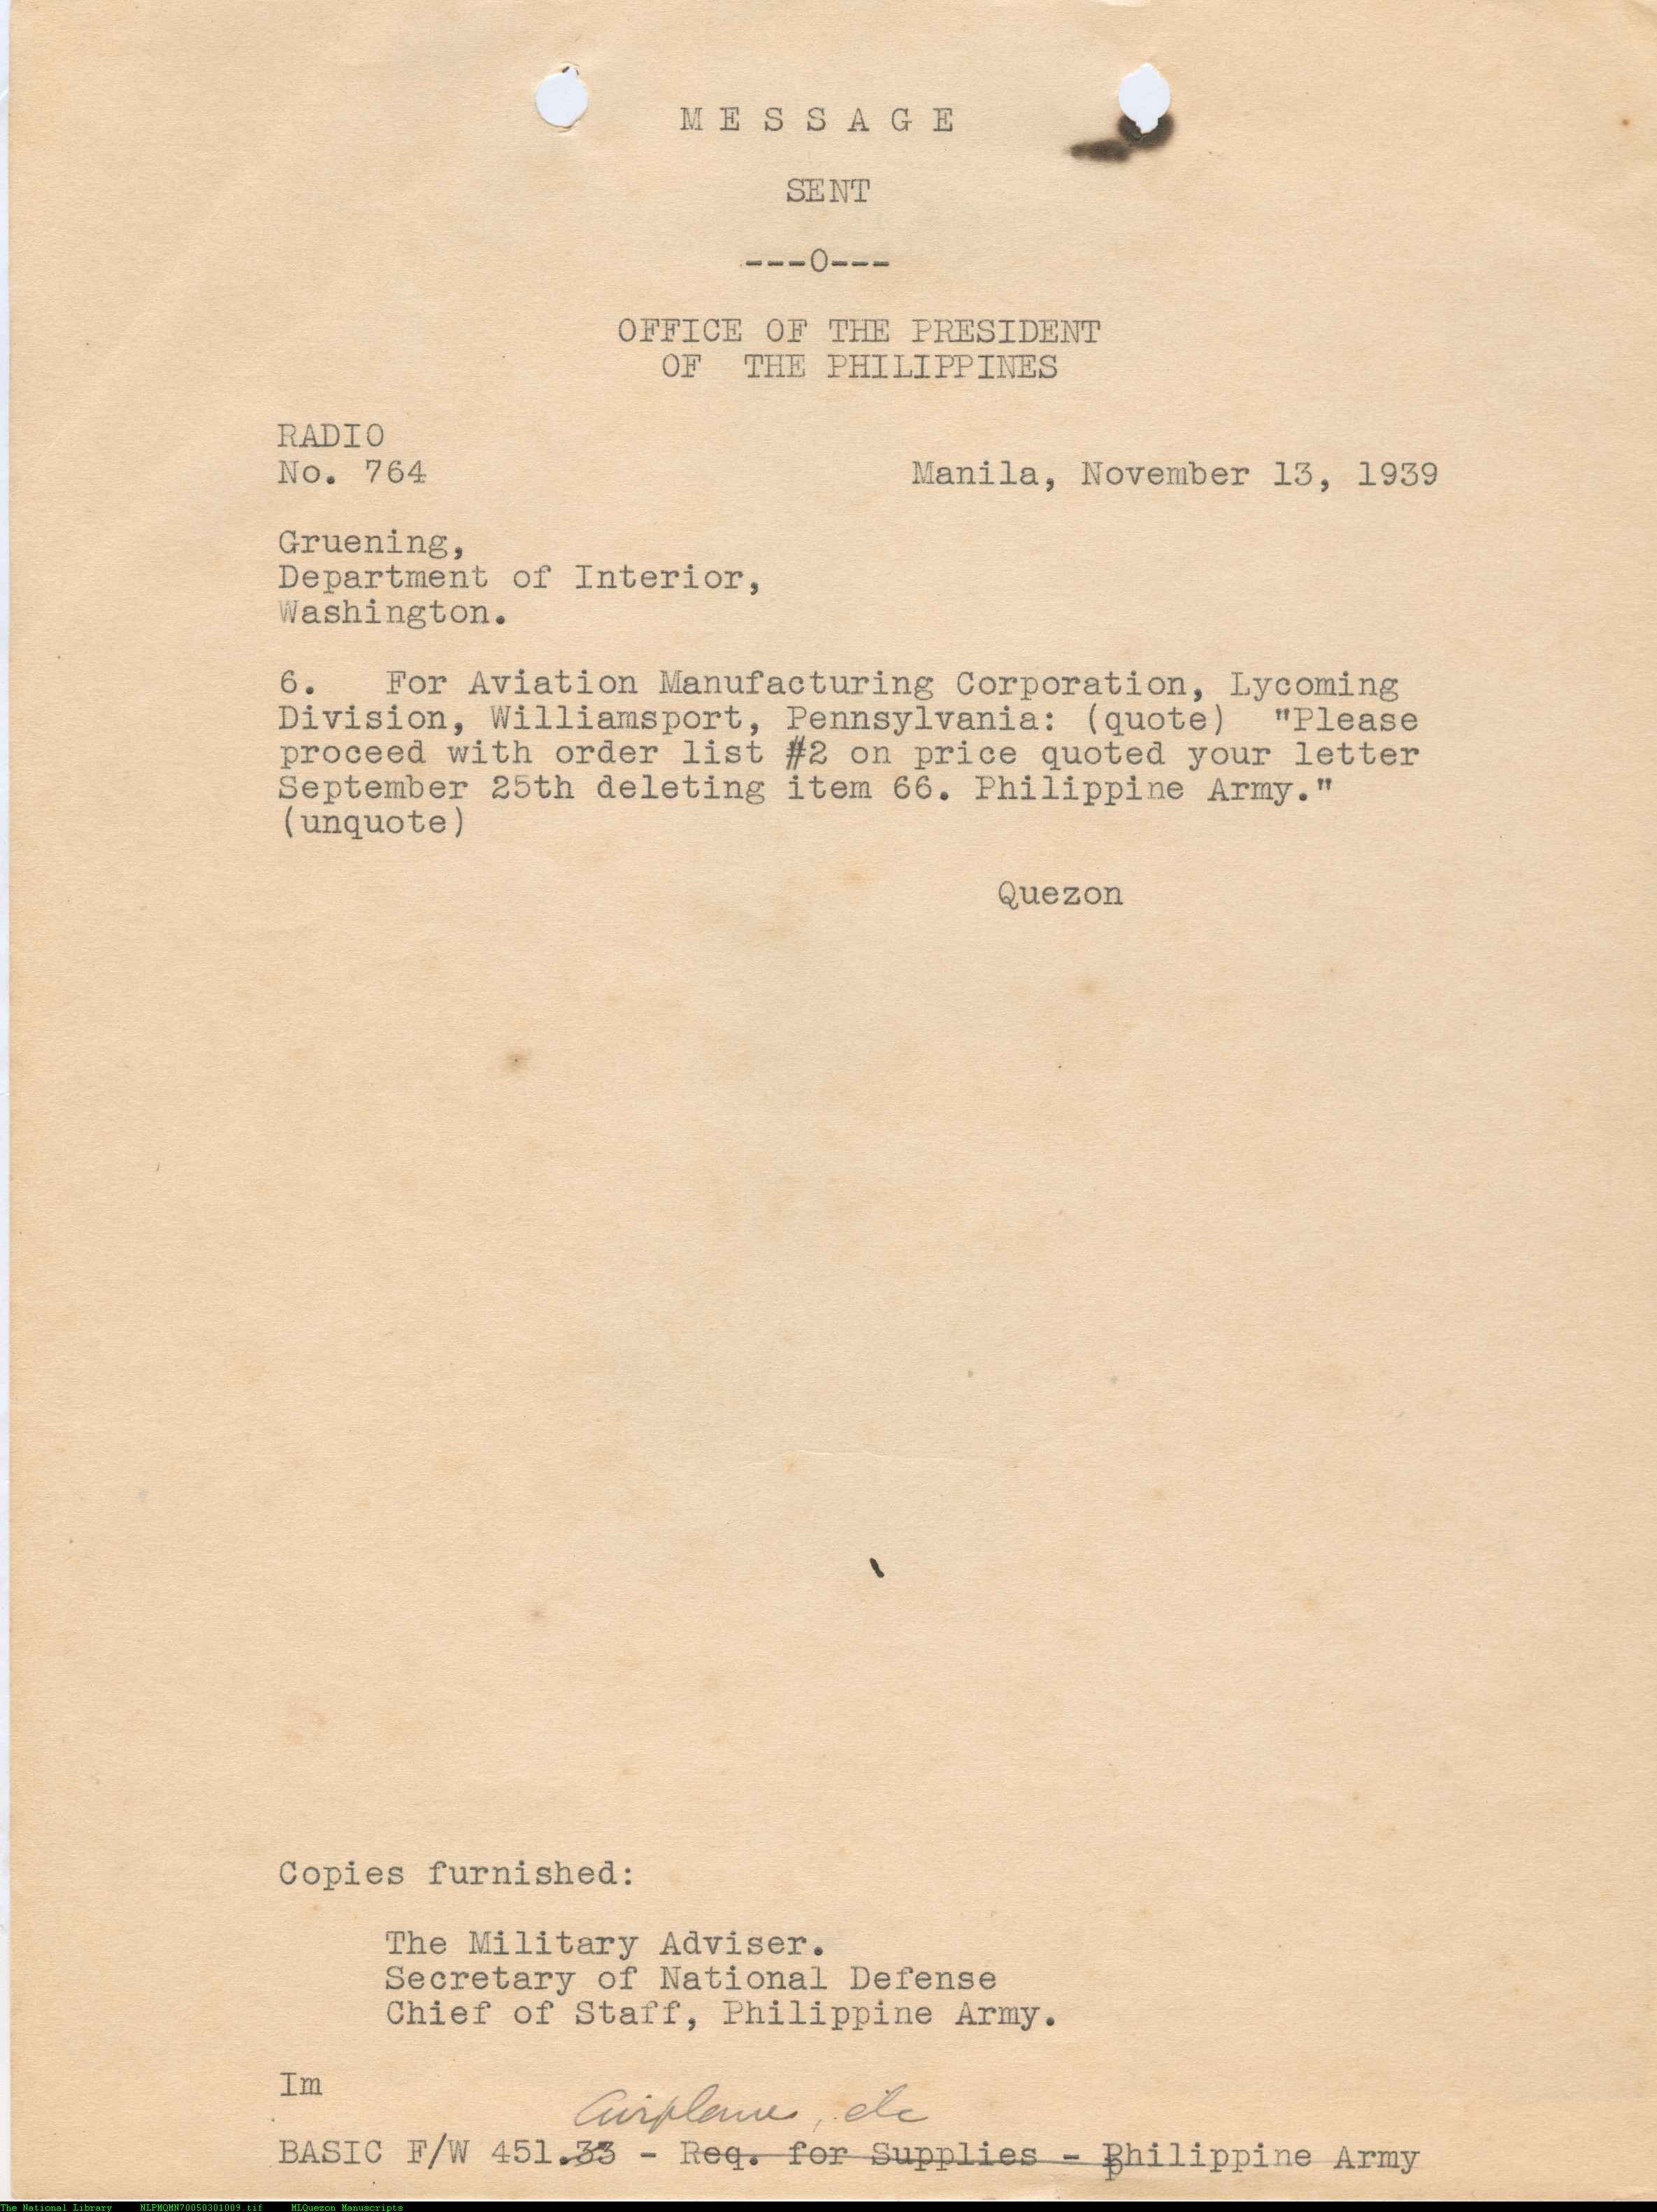 MESSAGE
SENT
---0---
OFFICE OF THE PRESIDENT
OF THE PHILIPPINES
RADIO
No. 764
Manila, November 13, 1939
Gruening,
Department of Interior,
Washington.
6. For Aviation Manufacturing Corporation, Lycoming
Division, Williamsport, Pennsylvania: (quote) "Please
proceed with order list #2 on price quoted your letter
September 25th deleting item 66. Philippine Army."
(unquote)
Quezon
Copies furnished:
The Military Adviser.
Secretary of National Defense
Chief of Staff, Philippine Army.
Im
Airplanes, etc
BASIC F/W 451.33 - Req. for Supplies - Philippine Army
The National Library NLPMQMN70050301009.tif MLQuezon Manuscripts